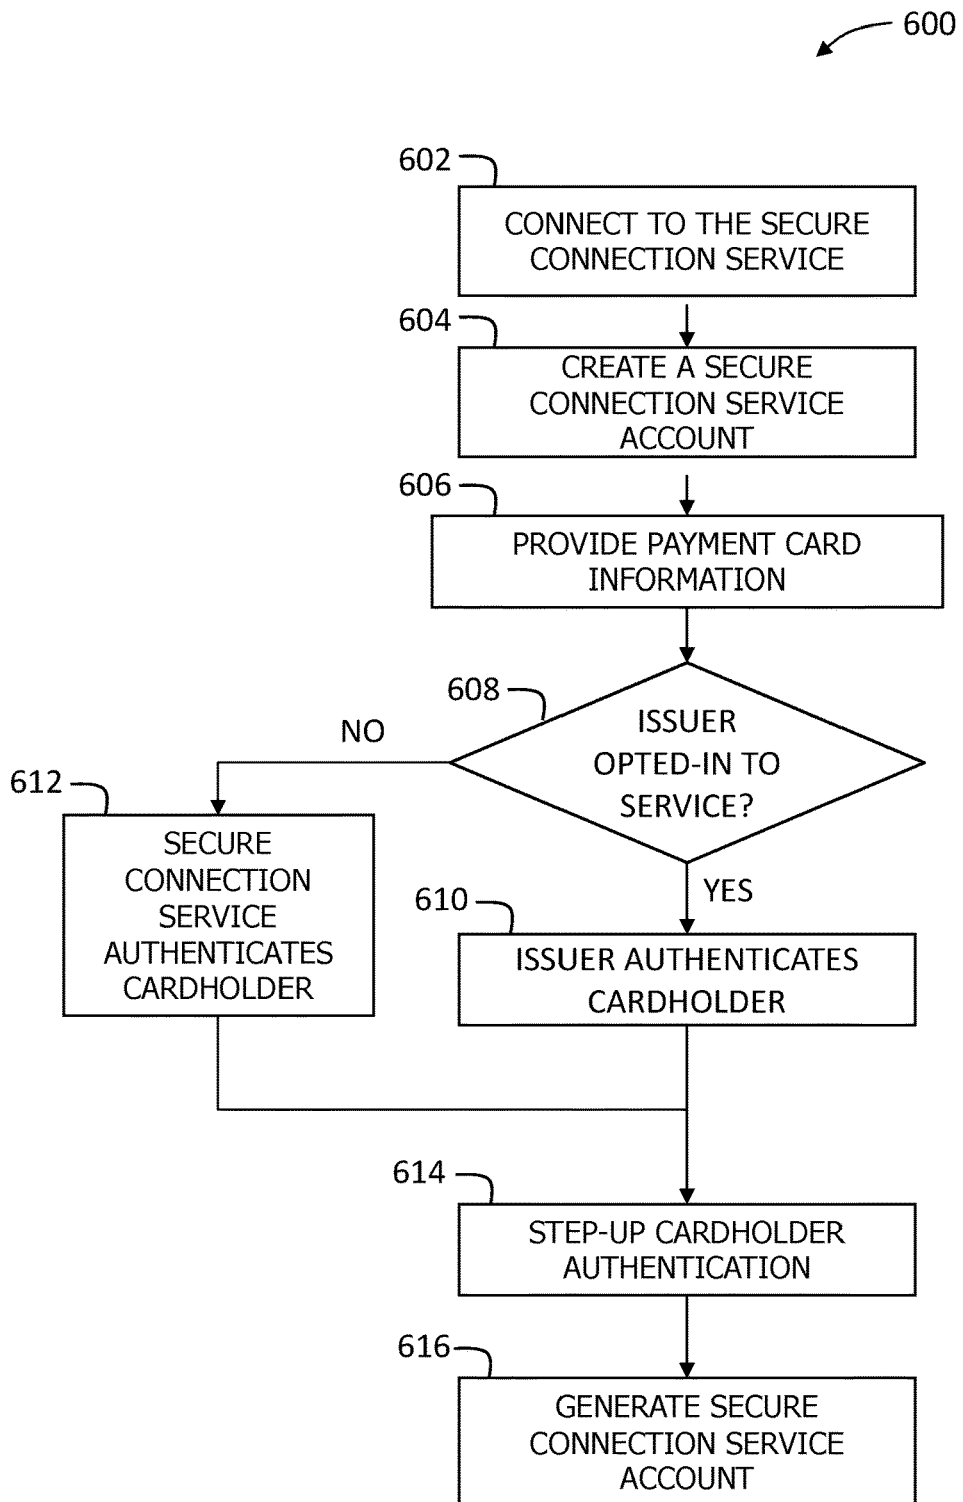 600
602
CONNECT TO THE SECURE
CONNECTION SERVICE
604
CREATE A SECURE
CONNECTION SERVICE
ACCOUNT
606
PROVIDE PAYMENT CARD
INFORMATION
608
ISSUER
OPTED-IN TO
SERVICE?
NO
612
SECURE
CONNECTION
SERVICE
AUTHENTICATES
CARDHOLDER
YES
610
ISSUER AUTHENTICATES
CARDHOLDER
614
STEP-UP CARDHOLDER
AUTHENTICATION
616
GENERATE SECURE
CONNECTION SERVICE
ACCOUNT